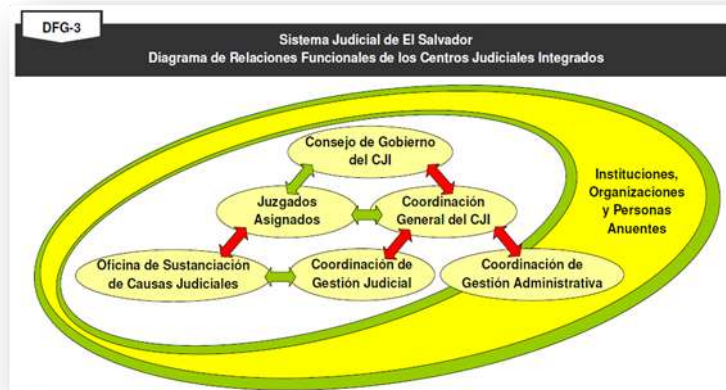 DFG-3
Sistema Judicial de El Salvador
Diagrama de Relaciones Funcionales de los Centros Judiciales Integrados
Consejo de Gobierno
del CJI
Instituciones,
Organizaciones
y Personas
Anuentes
Juzgados
Asignados
Coordinación
General del CJI
Oficina de Sustanciación
de Causas Judiciales
Coordinación de
Gestión Judicial
Coordinación de
Gestión Administrativa